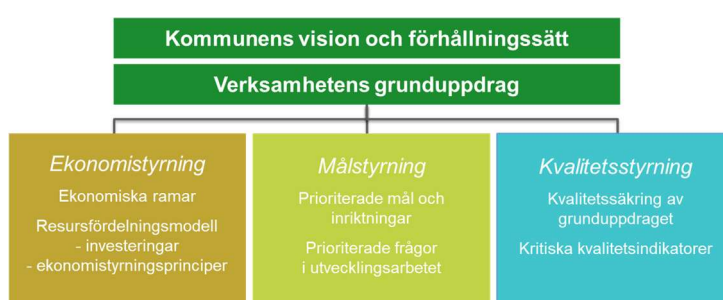 Kommunens vision och förhållningssätt
Verksamhetens grunduppdrag
Ekonomistyrning
Ekonomiska ramar
Resursfördelningsmodell
- investeringar
- ekonomistyrningsprinciper
Målstyrning
Prioriterade mål och
inriktningar
Prioriterade frågor
i utvecklingsarbetet
Kvalitetsstyrning
Kvalitetssäkring av
grunduppdraget
Kritiska kvalitetsindikatorer